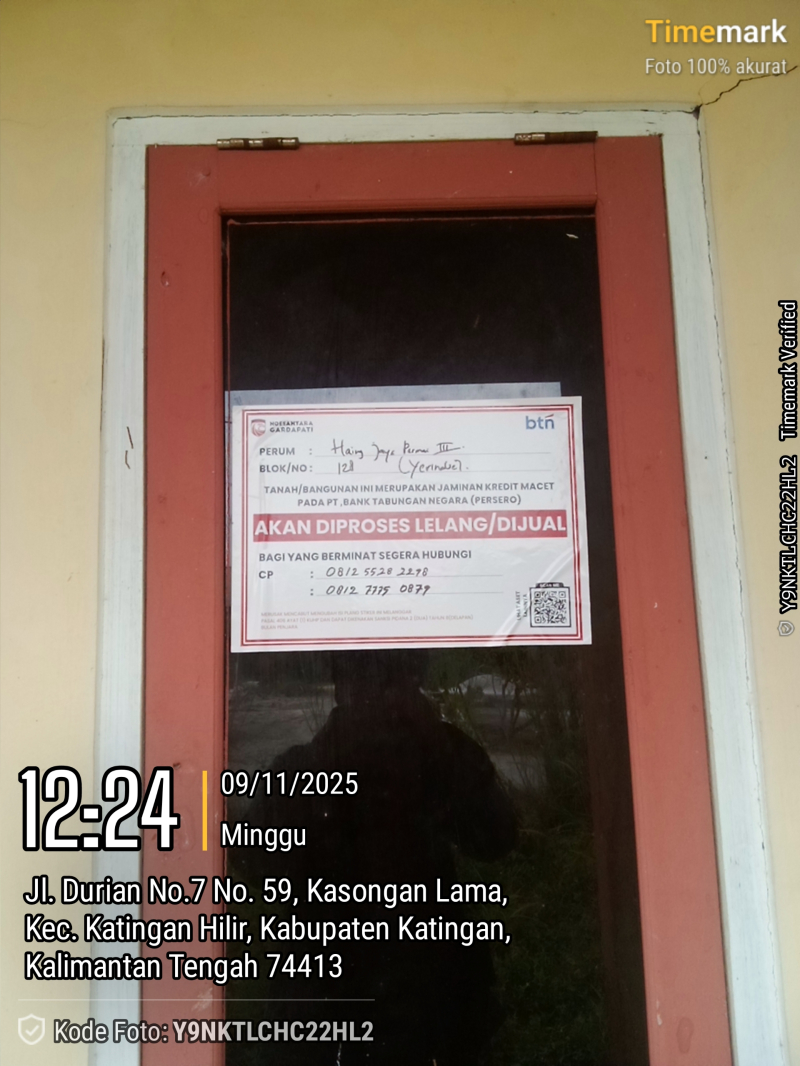 Timemark
Foto 100% akurat
NUSANTARA
GARDAPATI
btn
PERUM : Haing Jaya Permai III.
BLOK/NO : 128 (Yerindie).
TANAH/BANGUNAN INI MERUPAKAN JAMINAN KREDIT MACET
PADA PT ,BANK TABUNGAN NEGARA (PERSERO)
AKAN DIPROSES LELANG/DIJUAL
BAGI YANG BERMINAT SEGERA HUBUNGI
CP : 0812 5528 2298
: 0812 7775 0879
12:24
09/11/2025
Minggu
Jl. Durian No.7 No. 59, Kasongan Lama,
Kec. Katingan Hilir, Kabupaten Katingan,
Kalimantan Tengah 74413
Kode Foto: Y9NKTLCHC22HL2
Y9NKTLCHC22HL2 Timemark Verified